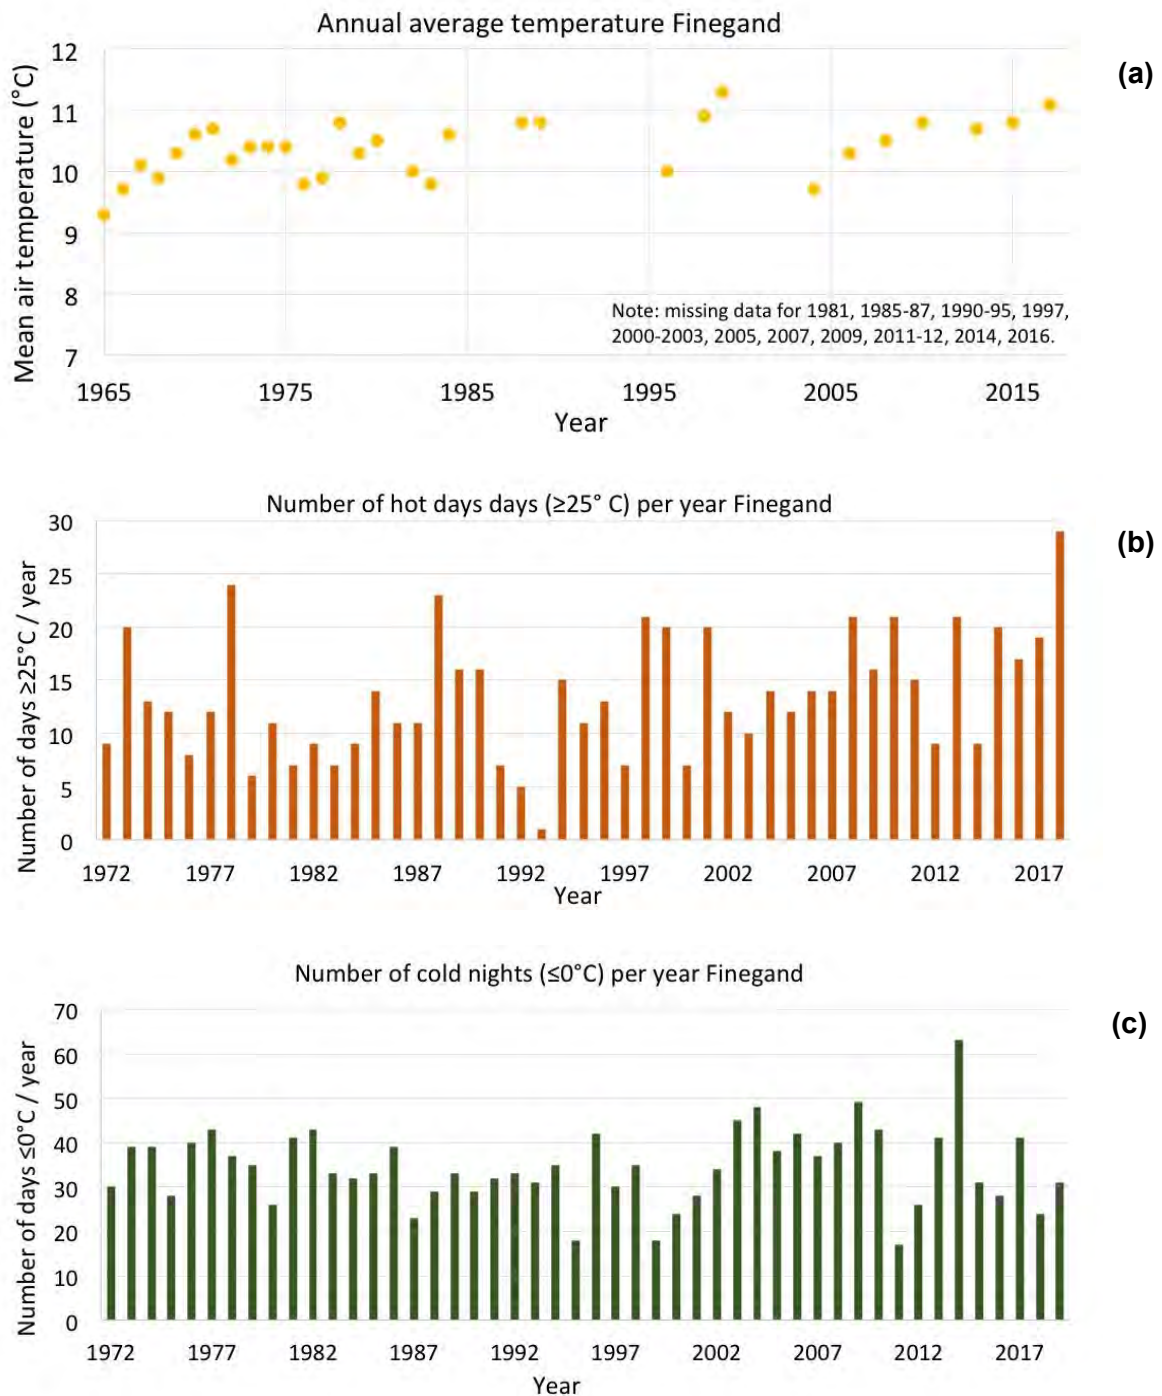 Annual average temperature Finegand
(a)
Mean air temperature (°C)
12
11
10
9
8
7
Note: missing data for 1981, 1985-87, 1990-95, 1997,
2000-2003, 2005, 2007, 2009, 2011-12, 2014, 2016.
1965 1975 1985 1995 2005 2015
Year
Number of hot days days (≥25° C) per year Finegand
(b)
Number of days ≥25°C / year
30
25
20
15
10
5
0
1972 1977 1982 1987 1992 1997 2002 2007 2012 2017
Year
Number of cold nights (≤0°C) per year Finegand
(c)
Number of days ≤0°C / year
70
60
50
40
30
20
10
0
1972 1977 1982 1987 1992 1997 2002 2007 2012 2017
Year